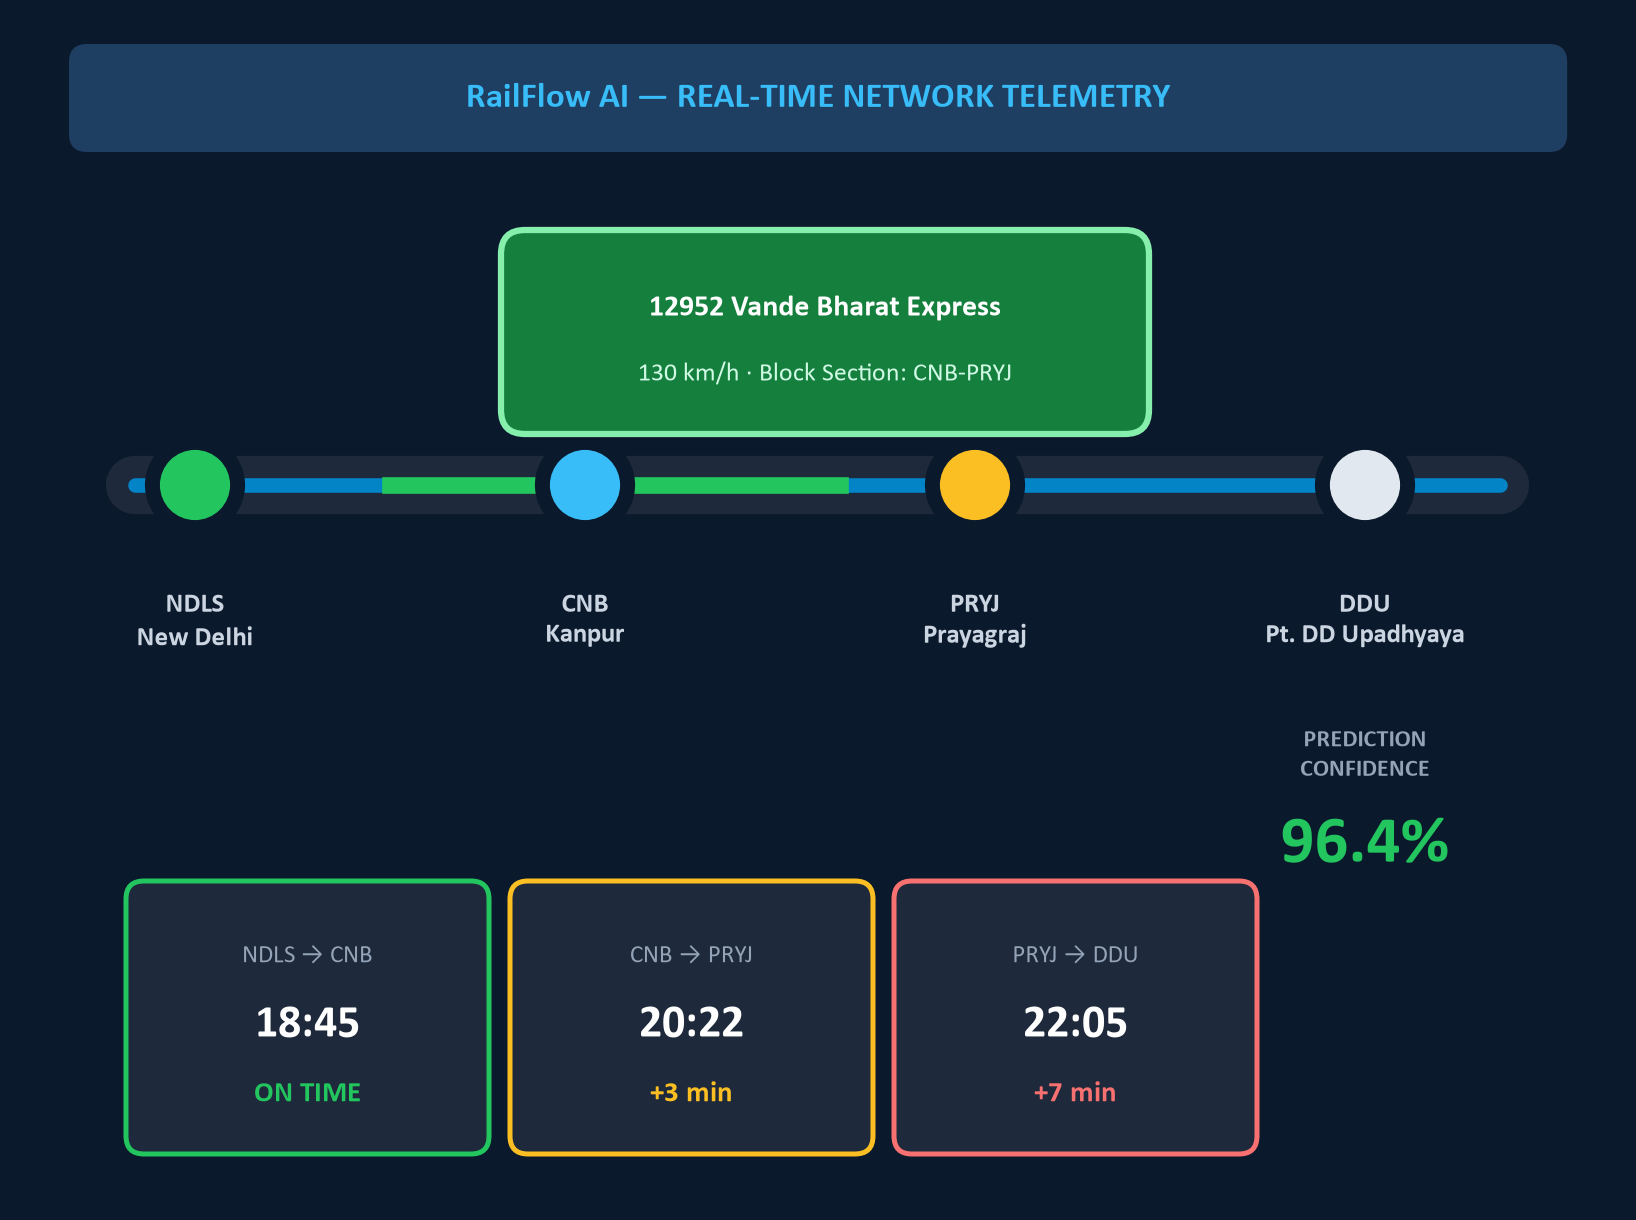 RailFlow AI — REAL-TIME NETWORK TELEMETRY
12952 Vande Bharat Express
130 km/h · Block Section: CNB-PRYJ
NDLS
New Delhi
CNB
Kanpur
PRYJ
Prayagraj
DDU
Pt. DD Upadhyaya
PREDICTION
CONFIDENCE
96.4%
NDLS → CNB
18:45
ON TIME
CNB → PRYJ
20:22
+3 min
PRYJ → DDU
22:05
+7 min